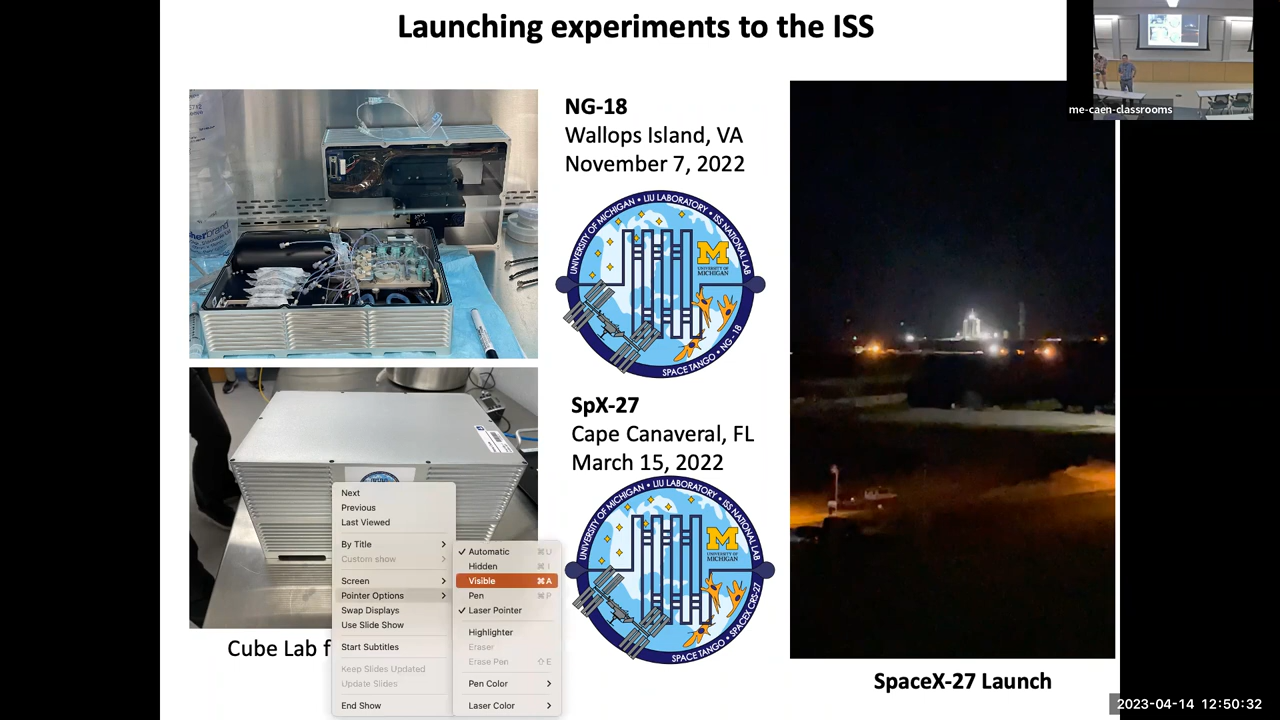 Launching experiments to the ISS
me-caen-classrooms
NG-18
Wallops Island, VA
November 7, 2022
UNIVERSITY OF MICHIGAN • LIU LABORATORY • ISS NATIONAL LAB
M
UNIVERSITY OF
MICHIGAN
SPACE TANGO • NG - 18
SpX-27
Cape Canaveral, FL
March 15, 2022
UNIVERSITY OF MICHIGAN • LIU LABORATORY • ISS NATIONAL LAB
M
UNIVERSITY OF
MICHIGAN
SPACE TANGO • SPACEX CRS-27
Next
Previous
Last Viewed
By Title
Custom show
Screen
Pointer Options
Swap Displays
Use Slide Show
Start Subtitles
Keep Slides Updated
Update Slides
End Show
✓ Automatic ⌘U
Hidden ⌘I
Visible ⌘A
Pen ⌘P
✓ Laser Pointer
Highlighter
Eraser
Erase Pen ⇧E
Pen Color
Laser Color
Cube Lab f
SpaceX-27 Launch
2023-04-14 12:50:32